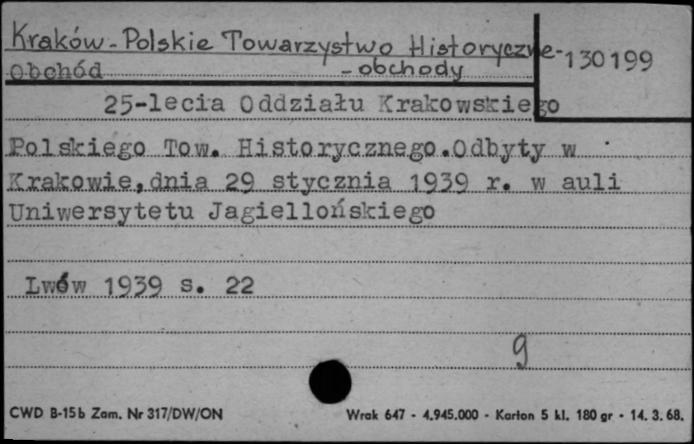 Kraków - Polskie Towarzystwo Historyczne-
130199
Obchód - obchody
25-lecia Oddziału Krakowskiego
Polskiego Tow. Historycznego.Odbyty w
Krakowie,dnia 29 stycznia 1939 r. w auli
Uniwersytetu Jagiellońskiego
Lwów 1939 s. 22
g
CWD B-15b Zam. Nr 317/DW/ON Wrak 647 - 4.945.000 - Karton 5 kl. 180 gr - 14. 3. 68.